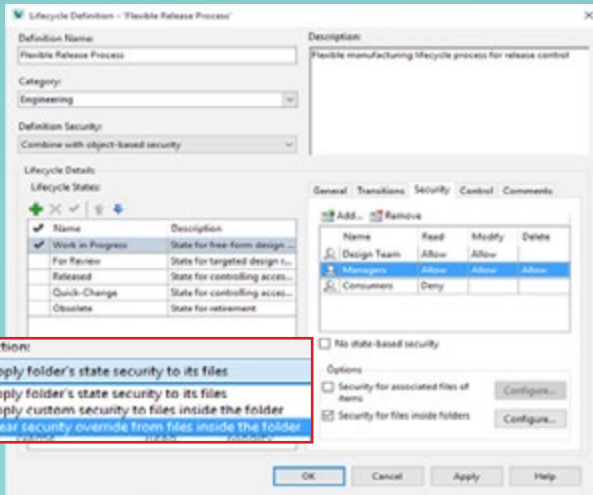 Lifecycle Definition - 'Flexible Release Process'
Definition Name:
Flexible Release Process
Description:
Flexible manufacturing lifecycle process for release control
Category:
Engineering
Definition Security:
Combine with object-based security
Lifecycle Details
Lifecycle States:
Name Description
Work in Progress State for free-form design ...
For Review State for targeted design r...
Released State for controlling acces...
Quick-Change State for controlling acces...
Obsolete State for retirement
General Transitions Security Control Comments
Add... Remove
Name Read Modify Delete
Design Team Allow Allow
Managers Allow Allow Allow
Consumers Deny
No state-based security
Options
Security for associated files of
items
Configure...
Security for files inside folders
Configure...
tion:
pply folder's state security to its files
pply folder's state security to its files
pply custom security to files inside the folder
ear security override from files inside the folder
OK Cancel Apply Help